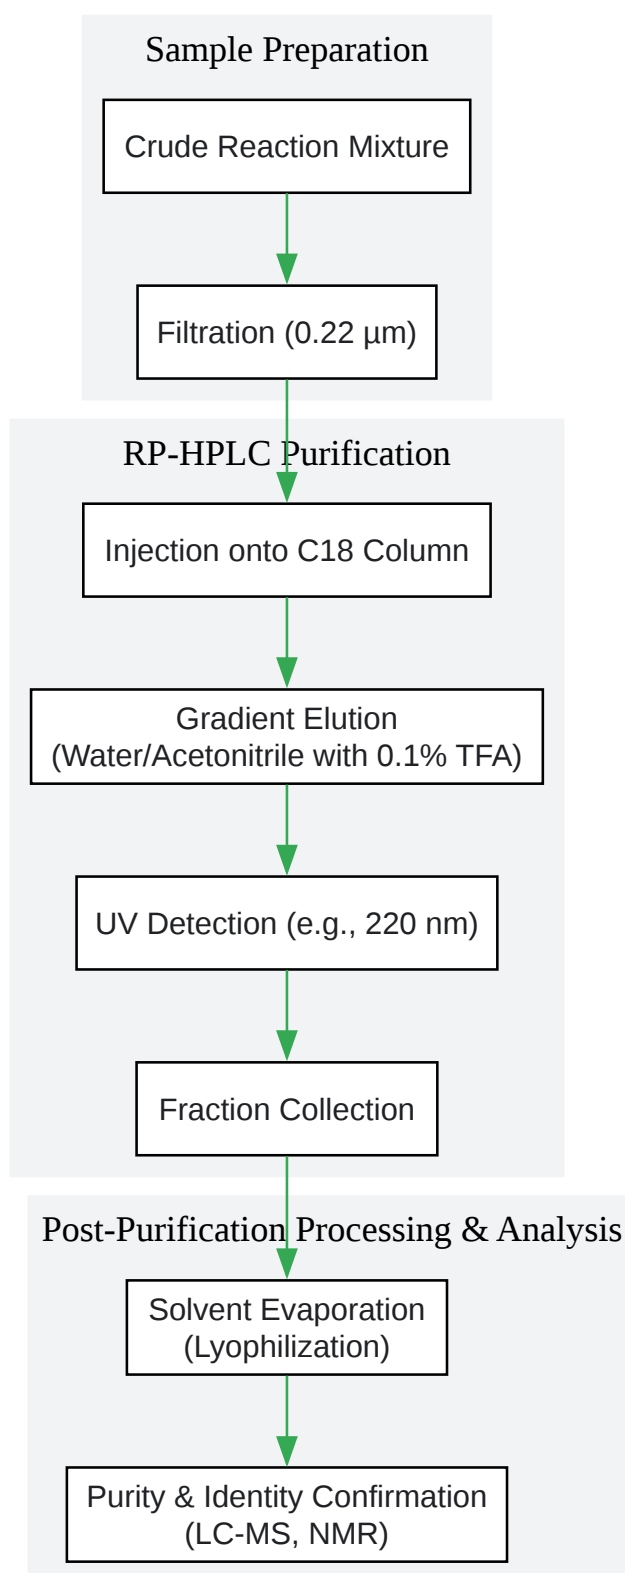 Sample Preparation
Crude Reaction Mixture
Filtration (0.22 µm)
RP-HPLC Purification
Injection onto C18 Column
Gradient Elution
(Water/Acetonitrile with 0.1% TFA)
UV Detection (e.g., 220 nm)
Fraction Collection
Post-Purification Processing & Analysis
Solvent Evaporation
(Lyophilization)
Purity & Identity Confirmation
(LC-MS, NMR)